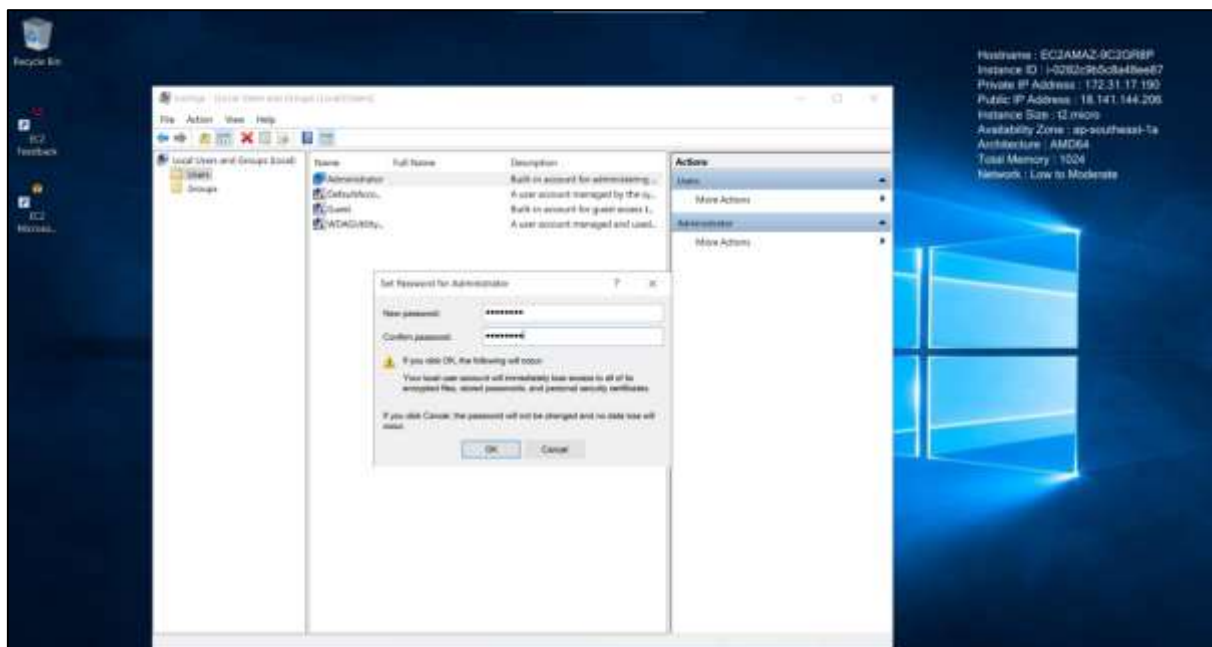 Recycle Bin
EC2
Feedback
EC2
Microso...
Hostname : EC2AMAZ-9C2GR8P
Private IP Address : 172.31.17.190
Public IP Address : 18.141.144.206
Instance Size : t2.micro
Availability Zone : ap-southeast-1a
Architecture : AMD64
Total Memory : 1024
Network : Low to Moderate
File Action View Help
Local Users and Groups (Local)
Users
Groups
Name Full Name Description
Administrator Built-in account for administering ...
DefaultAcco... A user account managed by the sy...
Guest Built-in account for guest access t...
WDAGUtility... A user account managed and used...
Actions
Users
More Actions
Administrator
More Actions
Set Password for Administrator
New password:
Confirm password:
If you click OK, the following will occur:
Your local user account will immediately lose access to all of its
encrypted files, stored passwords, and personal security certificates.
If you click Cancel, the password will not be changed and no data loss will
occur.
OK Cancel